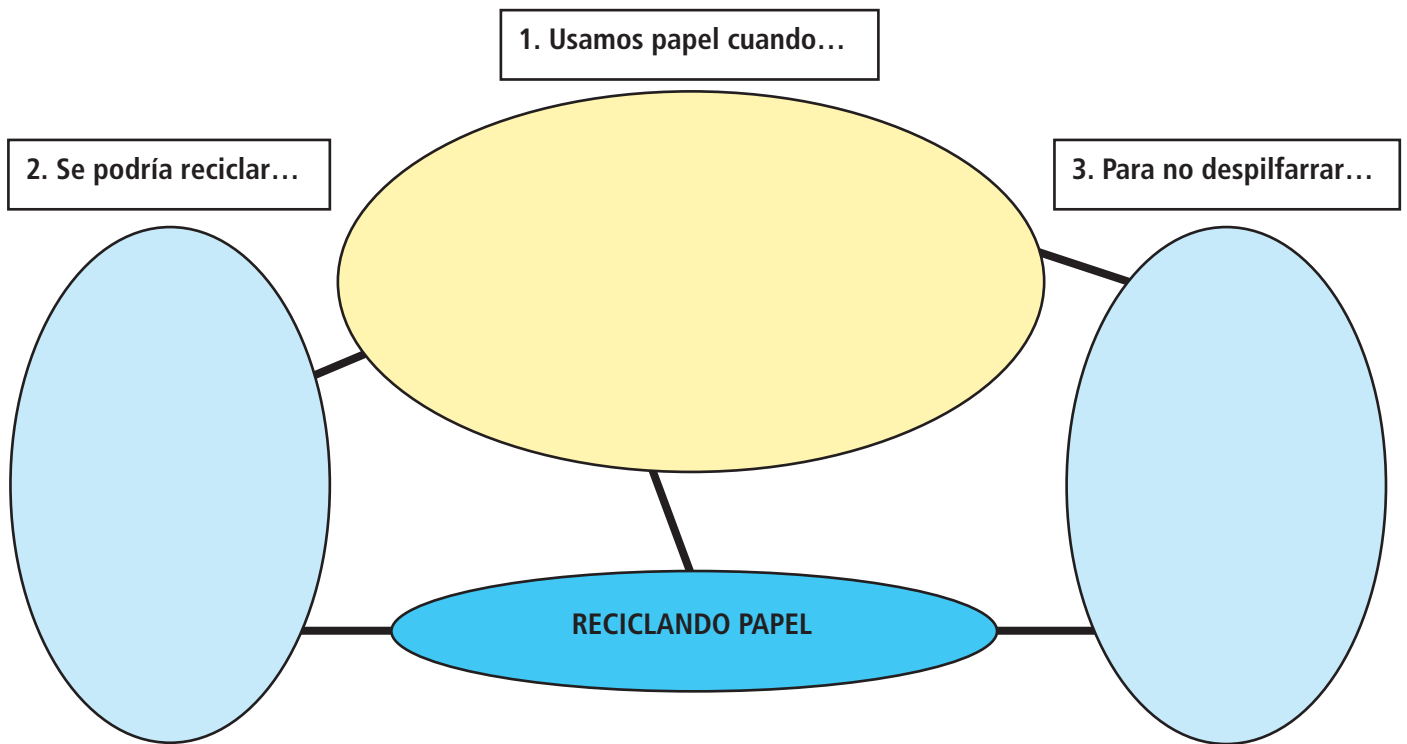 1. Usamos papel cuando…
2. Se podría reciclar…
3. Para no despilfarrar…
RECICLANDO PAPEL